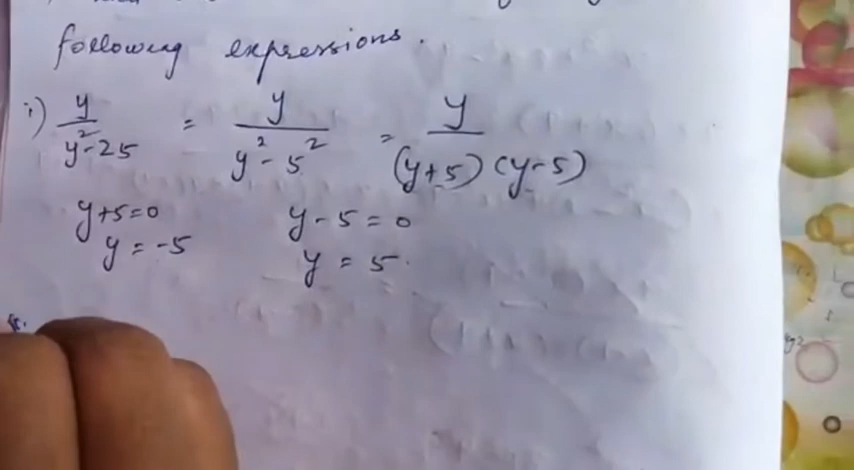 following expressions.
i) y/(y²-25) = y/(y²-5²) = y/((y+5)(y-5))
y+5=0 y-5=0
y=-5 y=5.